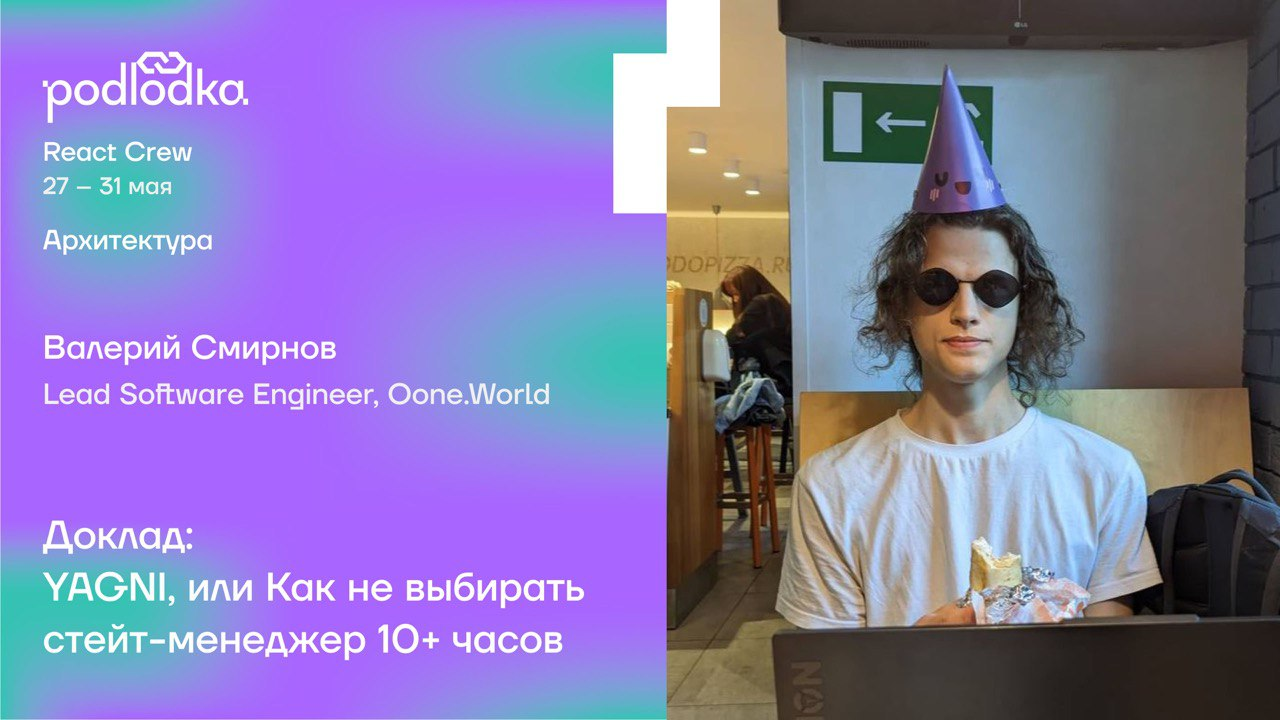 podlodka
React Crew
27 – 31 мая
Архитектура
Валерий Смирнов
Lead Software Engineer, Oone.World
Доклад:
YAGNI, или Как не выбирать
стейт-менеджер 10+ часов
LG